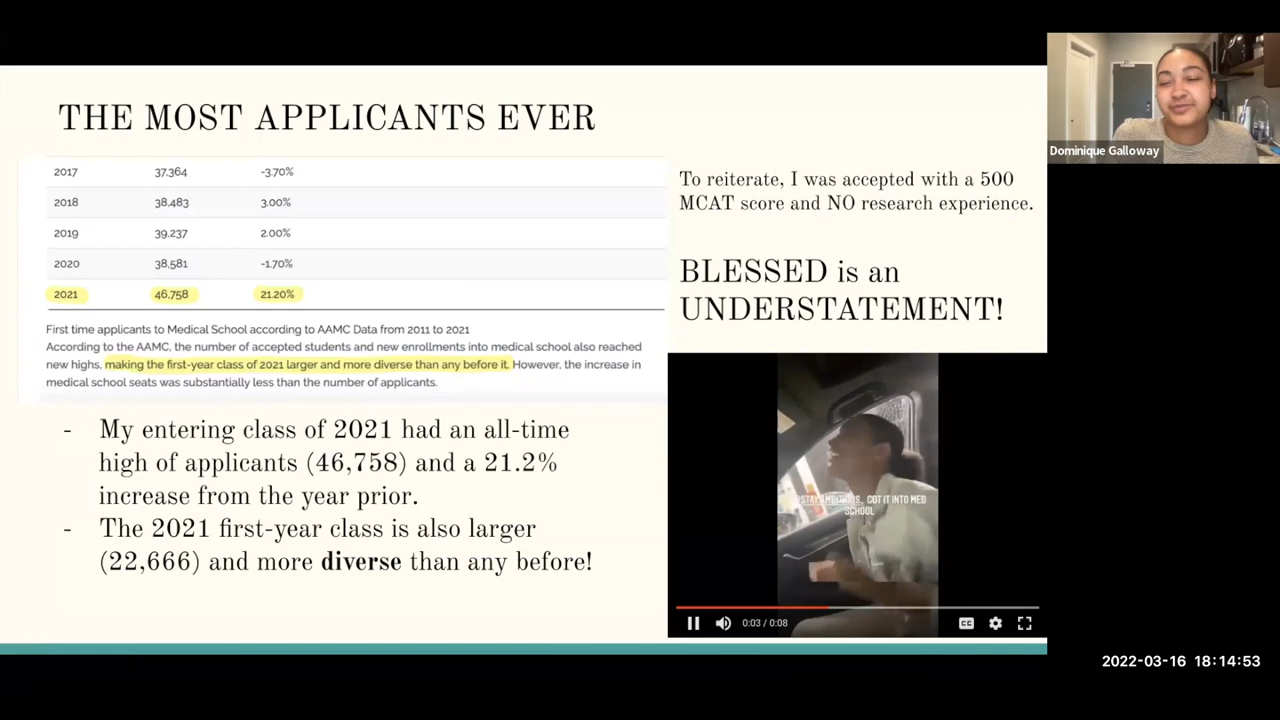 THE MOST APPLICANTS EVER
2017 37,364 -3.70%
2018 38,483 3.00%
2019 39,237 2.00%
2020 38,581 -1.70%
2021 46,758 21.20%
First time applicants to Medical School according to AAMC Data from 2011 to 2021
According to the AAMC, the number of accepted students and new enrollments into medical school also reached
new highs, making the first-year class of 2021 larger and more diverse than any before it. However, the increase in
medical school seats was substantially less than the number of applicants.
- My entering class of 2021 had an all-time
high of applicants (46,758) and a 21.2%
increase from the year prior.
- The 2021 first-year class is also larger
(22,666) and more diverse than any before!
To reiterate, I was accepted with a 500
MCAT score and NO research experience.
BLESSED is an
UNDERSTATEMENT!
STAY AMBITIOUS, GOT IT INTO MED
SCHOOL
0:03 / 0:08
CC
Dominique Galloway
2022-03-16 18:14:53